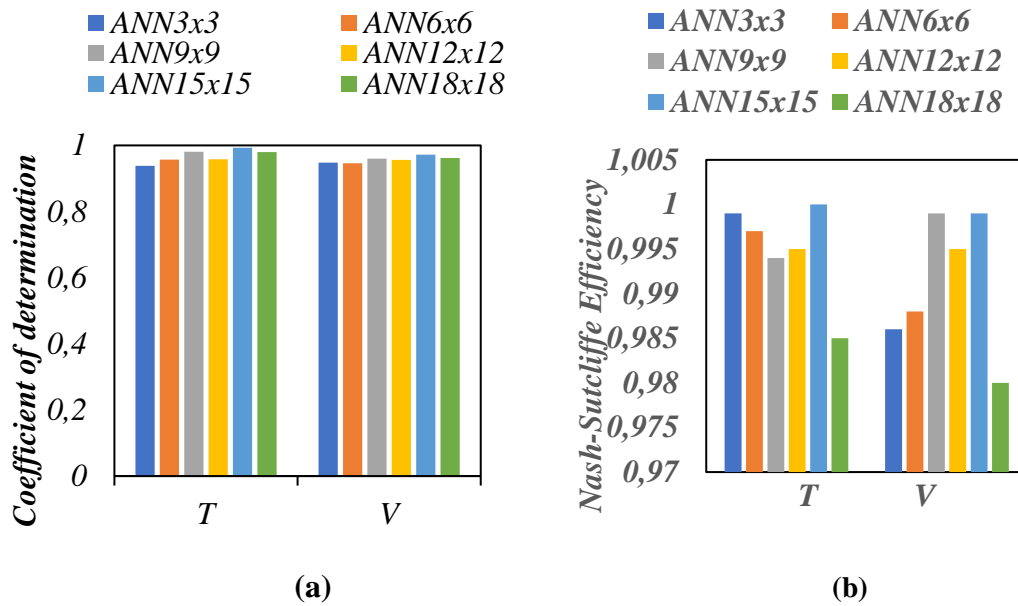 ANN3x3 ANN6x6
ANN9x9 ANN12x12
ANN15x15 ANN18x18
Coefficient of determination
1
0,8
0,6
0,4
0,2
0
T V
(a)
ANN3x3 ANN6x6
ANN9x9 ANN12x12
ANN15x15 ANN18x18
Nash-Sutcliffe Efficiency
1,005
1
0,995
0,99
0,985
0,98
0,975
0,97
T V
(b)